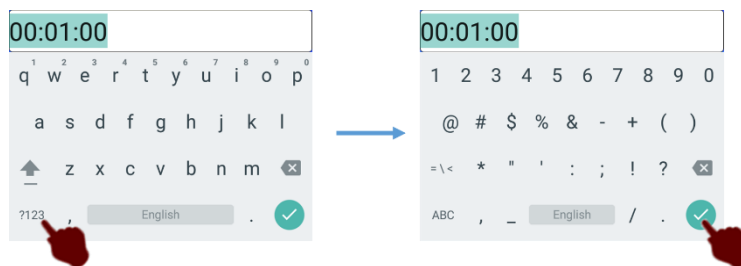 00:01:00
1 2 3 4 5 6 7 8 9 0
q w e r t y u i o p
a s d f g h j k l
z x c v b n m
?123 , English .
00:01:00
1 2 3 4 5 6 7 8 9 0
@ # $ % & - + ( )
= \ < * " ' : ; ! ?
ABC , _ English / .